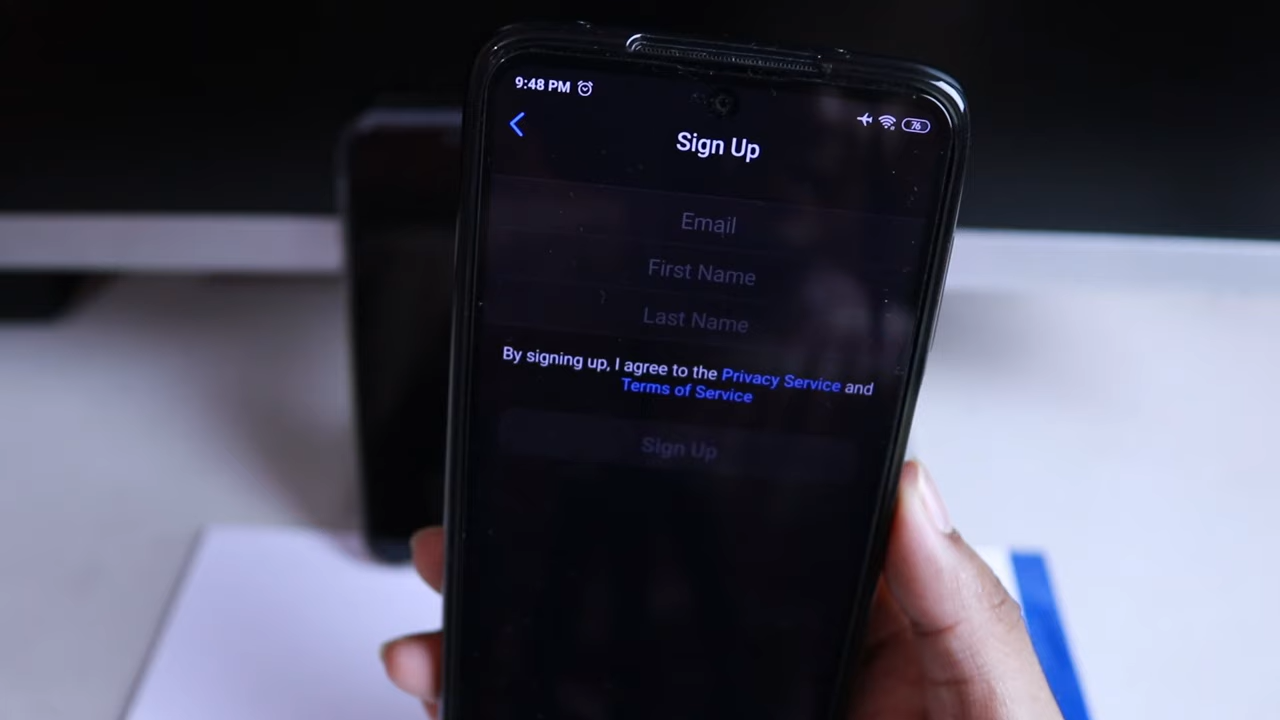 9:48 PM
76
Sign Up
Email
First Name
Last Name
By signing up, I agree to the Privacy Service and
Terms of Service
Sign Up